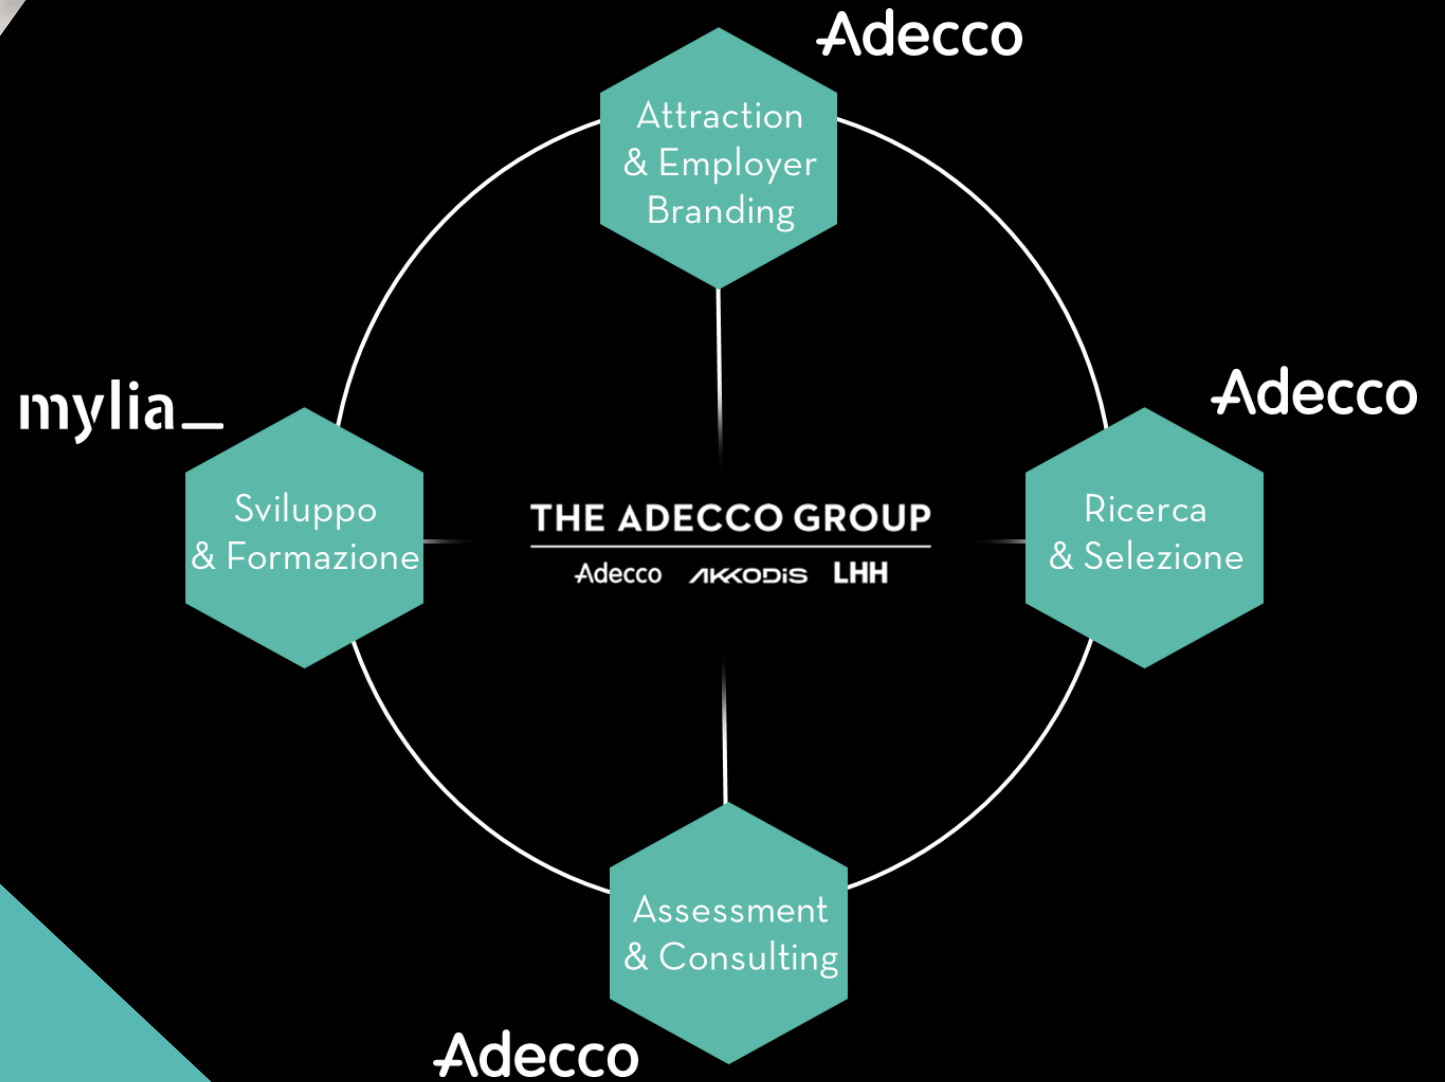 Adecco
Attraction
& Employer
Branding
mylia_
Adecco
Sviluppo
& Formazione
THE ADECCO GROUP
Adecco AKKODiS LHH
Ricerca
& Selezione
Assessment
& Consulting
Adecco